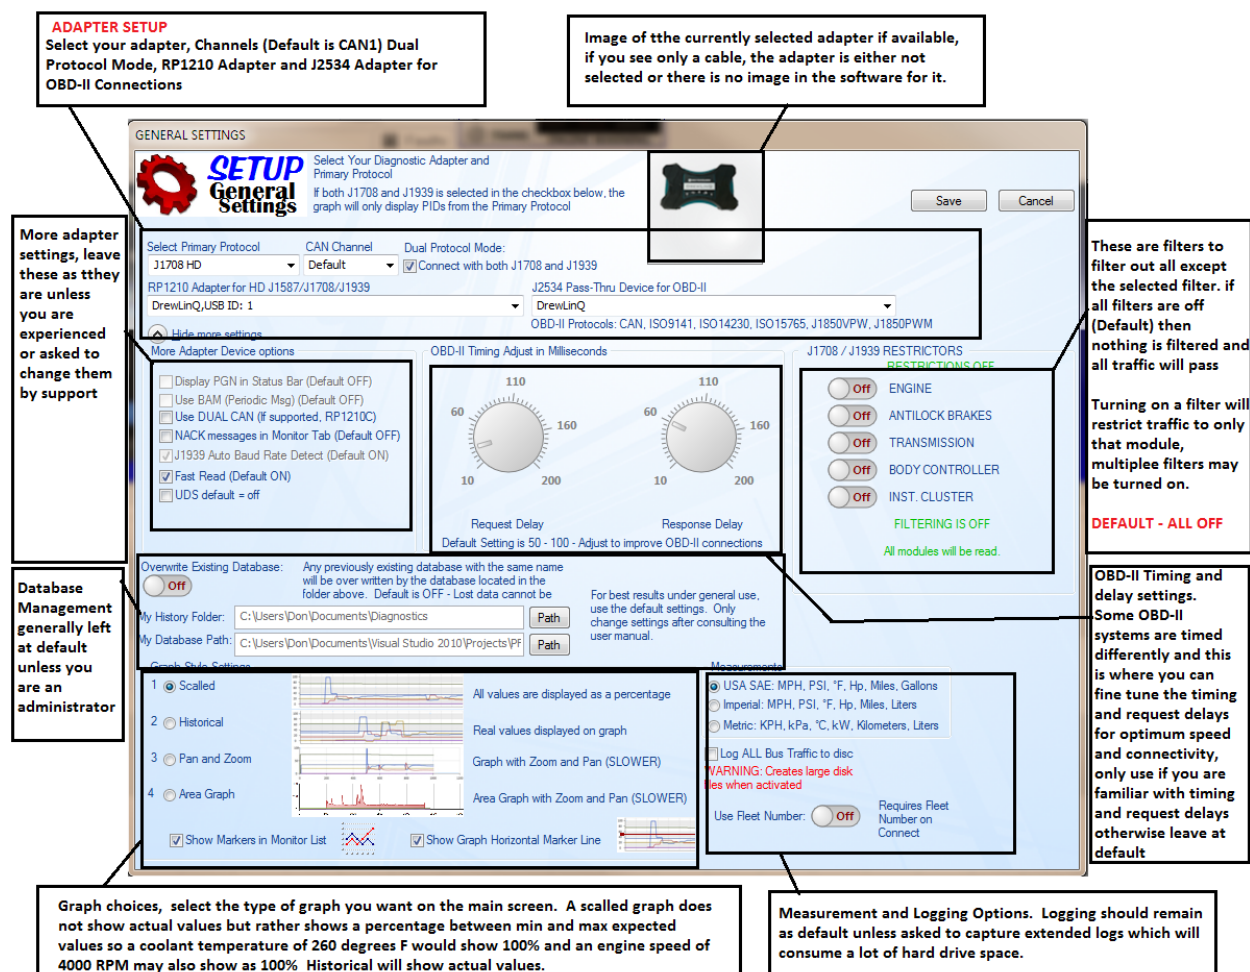 ADAPTER SETUP
Select your adapter, Channels (Default is CAN1) Dual
Protocol Mode, RP1210 Adapter and J2534 Adapter for
OBD-II Connections
Image of tthe currently selected adapter if available,
if you see only a cable, the adapter is either not
selected or there is no image in the software for it.
GENERAL SETTINGS
SETUP
General
Settings
Select Your Diagnostic Adapter and
Primary Protocol
If both J1708 and J1939 is selected in the checkbox below, the
graph will only display PIDs from the Primary Protocol
Save
Cancel
More adapter
settings, leave
these as tthey
are unless
you are
experienced
or asked to
change them
by support
Select Primary Protocol
CAN Channel
Dual Protocol Mode:
J1708 HD
Default
Connect with both J1708 and J1939
RP1210 Adapter for HD J1587/J1708/J1939
J2534 Pass-Thru Device for OBD-II
DrewLinQ,USB ID: 1
DrewLinQ
OBD-II Protocols: CAN, ISO9141, ISO14230, ISO15765, J1850VPW, J1850PWM
Hide more settings
These are filters to
filter out all except
the selected filter. if
all filters are off
(Default) then
nothing is filtered and
all traffic will pass
Turning on a filter will
restrict traffic to only
that module,
multiplee filters may
be turned on.
DEFAULT - ALL OFF
More Adapter Device options
Display PGN in Status Bar (Default OFF)
Use BAM (Periodic Msg) (Default OFF)
Use DUAL CAN (If supported, RP1210C)
NACK messages in Monitor Tab (Default OFF)
J1939 Auto Baud Rate Detect (Default ON)
Fast Read (Default ON)
UDS default = off
OBD-II Timing Adjust in Milliseconds
110
60
160
10
200
Request Delay
110
60
160
10
200
Response Delay
Default Setting is 50 - 100 - Adjust to improve OBD-II connections
J1708 / J1939 RESTRICTORS
RESTRICTIONS OFF
Off ENGINE
Off ANTILOCK BRAKES
Off TRANSMISSION
Off BODY CONTROLLER
Off INST. CLUSTER
FILTERING IS OFF
All modules will be read.
Database
Management
generally left
at default
unless you
are an
administrator
Overwrite Existing Database:
Off
Any previously existing database with the same name
will be over written by the database located in the
folder above. Default is OFF - Lost data cannot be
My History Folder:
C:\Users\Don\Documents\Diagnostics
Path
My Database Path:
C:\Users\Don\Documents\Visual Studio 2010\Projects\PF
Path
For best results under general use,
use the default settings. Only
change settings after consulting the
user manual.
OBD-II Timing and
delay settings.
Some OBD-II
systems are timed
differently and this
is where you can
fine tune the timing
and request delays
for optimum speed
and connectivity,
only use if you are
familiar with timing
and request delays
otherwise leave at
default
Graph Style Settings
1 Scalled
All values are displayed as a percentage
2 Historical
Real values displayed on graph
3 Pan and Zoom
Graph with Zoom and Pan (SLOWER)
4 Area Graph
Area Graph with Zoom and Pan (SLOWER)
Show Markers in Monitor List
Show Graph Horizontal Marker Line
Measurements
USA SAE: MPH, PSI, °F, Hp, Miles, Gallons
Imperial: MPH, PSI, °F, Hp, Miles, Liters
Metric: KPH, kPa, °C, kW, Kilometers, Liters
Log ALL Bus Traffic to disc
WARNING: Creates large disk
files when activated
Use Fleet Number:
Off
Requires Fleet
Number on
Connect
Graph choices, select the type of graph you want on the main screen. A scalled graph does
not show actual values but rather shows a percentage between min and max expected
values so a coolant temperature of 260 degrees F would show 100% and an engine speed of
4000 RPM may also show as 100% Historical will show actual values.
Measurement and Logging Options. Logging should remain
as default unless asked to capture extended logs which will
consume a lot of hard drive space.